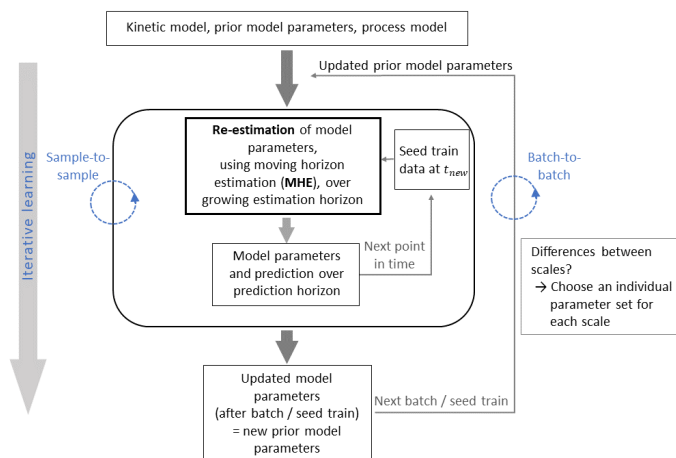 Kinetic model, prior model parameters, process model
Updated prior model parameters
Iterative learning
Sample-to-
sample
Re-estimation of model
parameters,
using moving horizon
estimation (MHE), over
growing estimation horizon
Seed train
data at t_new
Batch-to-
batch
Model parameters
and prediction over
prediction horizon
Next point
in time
Differences between
scales?
→ Choose an individual
parameter set for
each scale
Updated model
parameters
(after batch / seed train)
= new prior model
parameters
Next batch / seed train